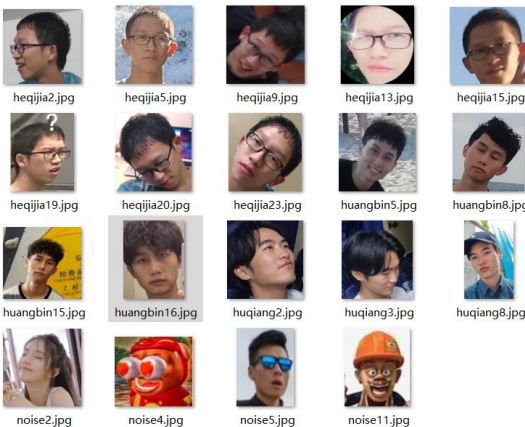 heqijia2.jpg heqijia5.jpg heqijia9.jpg heqijia13.jpg heqijia15.jpg
?
heqijia19.jpg heqijia20.jpg heqijia23.jpg huangbin5.jpg huangbin8.jpg
检查
huangbin15.jpg huangbin16.jpg huqiang2.jpg huqiang3.jpg huqiang8.jpg
noise2.jpg noise4.jpg noise5.jpg noise11.jpg